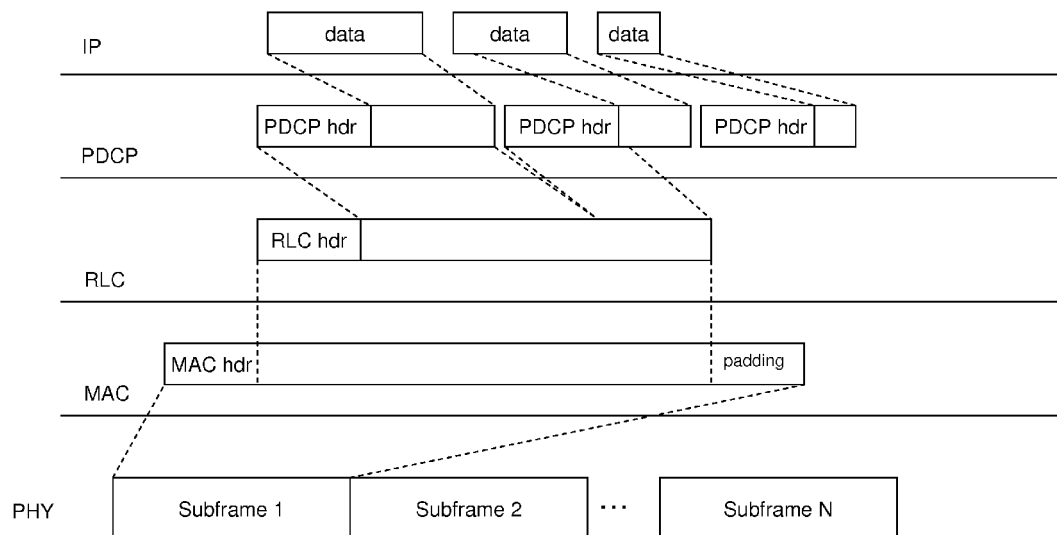 IP
data
data
data
PDCP
PDCP hdr
PDCP hdr
PDCP hdr
RLC
RLC hdr
MAC
MAC hdr
padding
PHY
Subframe 1
Subframe 2
...
Subframe N